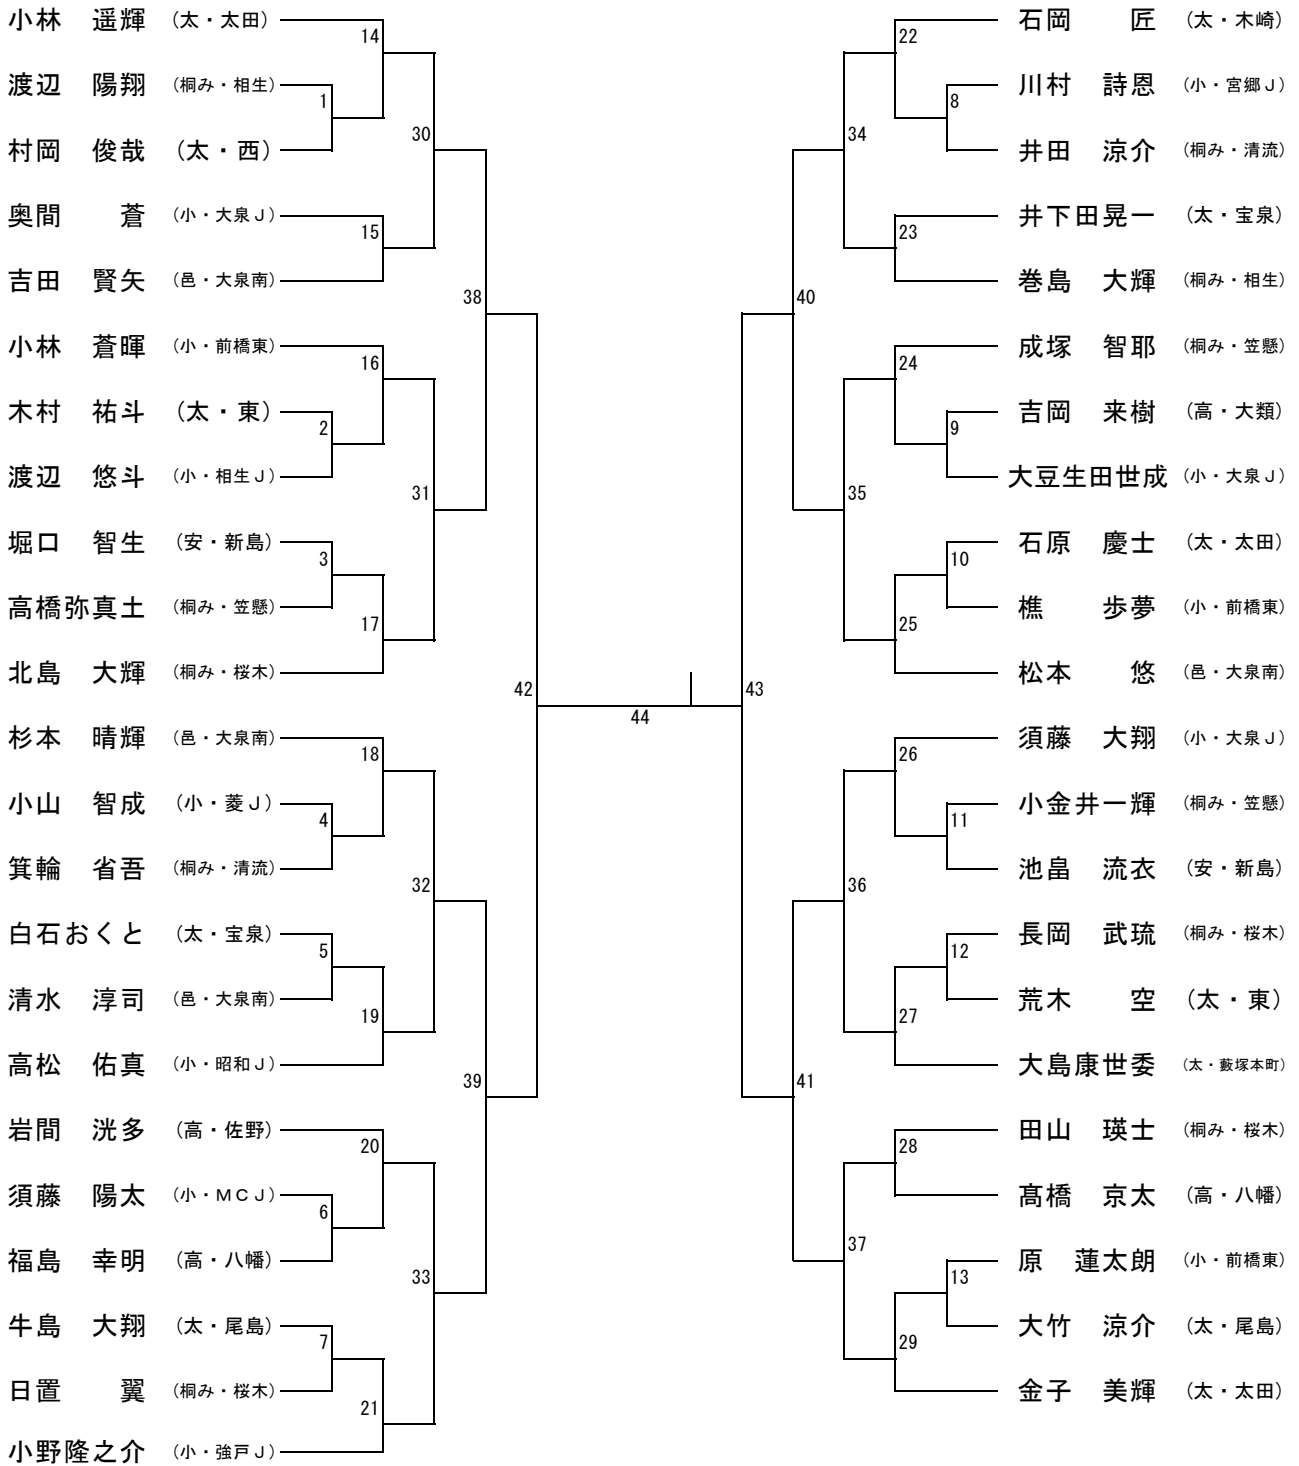 小林　遥輝（太・太田）
14
渡辺　陽翔（桐み・相生）
1
村岡　俊哉（太・西）
30
奥間　　蒼（小・大泉Ｊ）
15
吉田　賢矢（邑・大泉南）
38
小林　蒼暉（小・前橋東）
16
木村　祐斗（太・東）
2
渡辺　悠斗（小・相生Ｊ）
31
堀口　智生（安・新島）
3
高橋弥真土（桐み・笠懸）
17
北島　大輝（桐み・桜木）
42
杉本　晴輝（邑・大泉南）
18
小山　智成（小・菱Ｊ）
4
箕輪　省吾（桐み・清流）
32
白石おくと（太・宝泉）
5
清水　淳司（邑・大泉南）
19
高松　佑真（小・昭和Ｊ）
39
岩間　洸多（高・佐野）
20
須藤　陽太（小・ＭＣＪ）
6
福島　幸明（高・八幡）
33
牛島　大翔（太・尾島）
7
日置　　翼（桐み・桜木）
21
小野隆之介（小・強戸Ｊ）
44
石岡　　匠（太・木崎）
22
川村　詩恩（小・宮郷Ｊ）
8
井田　涼介（桐み・清流）
34
井下田晃一（太・宝泉）
23
巻島　大輝（桐み・相生）
40
成塚　智耶（桐み・笠懸）
24
吉岡　来樹（高・大類）
9
大豆生田世成（小・大泉Ｊ）
35
石原　慶士（太・太田）
10
樵　　歩夢（小・前橋東）
25
松本　　悠（邑・大泉南）
43
須藤　大翔（小・大泉Ｊ）
26
小金井一輝（桐み・笠懸）
11
池畠　流衣（安・新島）
36
長岡　武琉（桐み・桜木）
12
荒木　　空（太・東）
27
大島康世委（太・藪塚本町）
41
田山　瑛士（桐み・桜木）
28
髙橋　京太（高・八幡）
37
原　蓮太朗（小・前橋東）
13
大竹　涼介（太・尾島）
29
金子　美輝（太・太田）